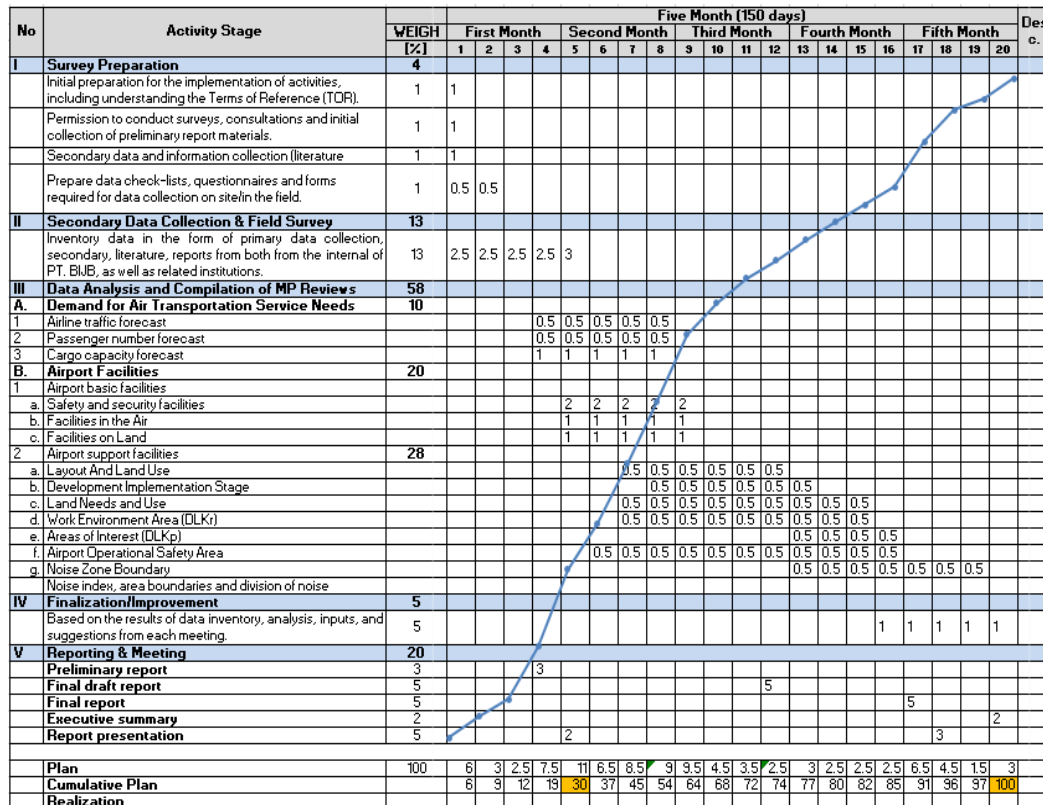 No Activity Stage WEIGH Five Month (150 days) Des
[%] First Month Second Month Third Month Fourth Month Fifth Month c.
1 2 3 4 5 6 7 8 9 10 11 12 13 14 15 16 17 18 19 20
I Survey Preparation 4
Initial preparation for the implementation of activities,
including understanding the Terms of Reference (TOR). 1 1
Permission to conduct surveys, consultations and initial
collection of preliminary report materials. 1 1
Secondary data and information collection (literature 1 1
Prepare data check-lists, questionnaires and forms
required for data collection on site/in the field. 1 0.5 0.5
II Secondary Data Collection & Field Survey 13
Inventory data in the form of primary data collection,
secondary, literature, reports from both from the internal of 13 2.5 2.5 2.5 2.5 3
PT. BIJB, as well as related institutions.
III Data Analysis and Compilation of MP Reviews 58
A. Demand for Air Transportation Service Needs 10
1 Airline traffic forecast 0.5 0.5 0.5 0.5 0.5
2 Passenger number forecast 0.5 0.5 0.5 0.5 0.5
3 Cargo capacity forecast 1 1 1 1 1
B. Airport Facilities 20
1 Airport basic facilities
a. Safety and security facilities 2 2 2 2 2
b. Facilities in the Air 1 1 1 1 1
c. Facilities on Land 1 1 1 1 1
2 Airport support facilities 28
a. Layout And Land Use 0.5 0.5 0.5 0.5 0.5 0.5
b. Development Implementation Stage 0.5 0.5 0.5 0.5 0.5 0.5
c. Land Needs and Use 0.5 0.5 0.5 0.5 0.5 0.5 0.5 0.5 0.5
d. Work Environment Area (DLKr) 0.5 0.5 0.5 0.5 0.5 0.5 0.5 0.5 0.5
e. Areas of Interest (DLKp) 0.5 0.5 0.5 0.5
f. Airport Operational Safety Area 0.5 0.5 0.5 0.5 0.5 0.5 0.5 0.5 0.5 0.5 0.5
g. Noise Zone Boundary 0.5 0.5 0.5 0.5 0.5 0.5 0.5
Noise index, area boundaries and division of noise
IV Finalization/Improvement 5
Based on the results of data inventory, analysis, inputs, and
suggestions from each meeting. 5 1 1 1 1 1
V Reporting & Meeting 20
Preliminary report 3 3
Final draft report 5 5
Final report 5 5
Executive summary 2 2
Report presentation 5 2 3
Plan 100 6 3 2.5 7.5 11 6.5 8.5 9 9.5 4.5 3.5 2.5 3 2.5 2.5 2.5 6.5 4.5 1.5 3
Cumulative Plan 6 9 12 19 30 37 45 54 64 68 72 74 77 80 82 85 91 96 97 100
Realization